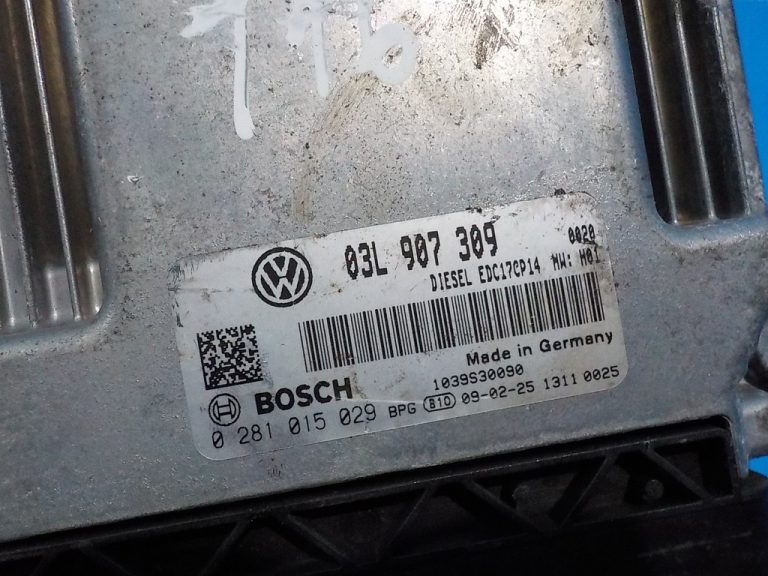 03L 907 309 0020
DIESEL EDC17CP14 MW: H01
Made in Germany
BOSCH 1039S30090
0 281 015 029 BPG 810 09-02-25 1311 0025